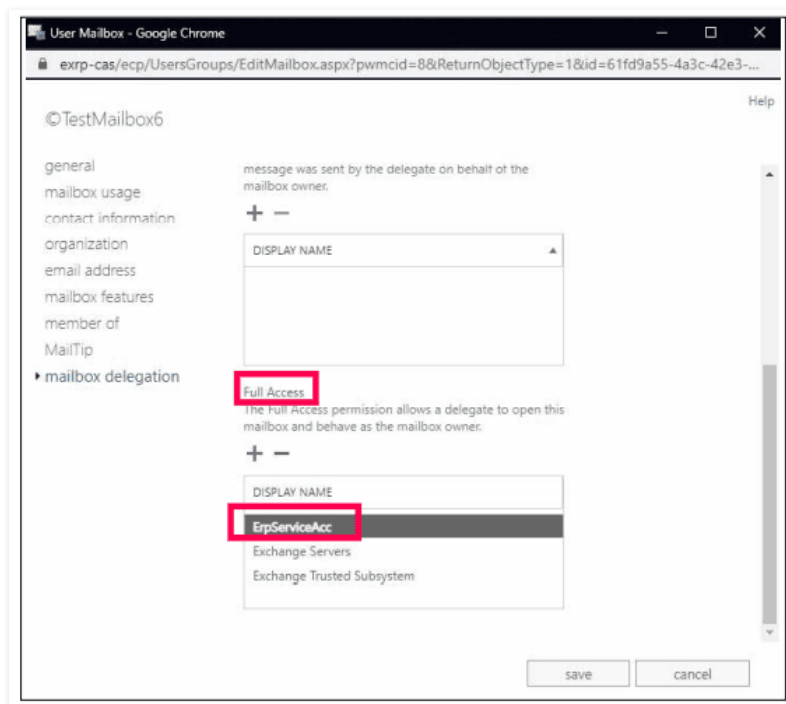 User Mailbox - Google Chrome
exrp-cas/ecp/UsersGroups/EditMailbox.aspx?pwmcid=8&ReturnObjectType=1&id=61fd9a55-4a3c-42e3-...
Help
©TestMailbox6
general
mailbox usage
contact information
organization
email address
mailbox features
member of
MailTip
mailbox delegation
message was sent by the delegate on behalf of the
mailbox owner.
DISPLAY NAME
Full Access
The Full Access permission allows a delegate to open this
mailbox and behave as the mailbox owner.
DISPLAY NAME
ErpServiceAcc
Exchange Servers
Exchange Trusted Subsystem
save
cancel